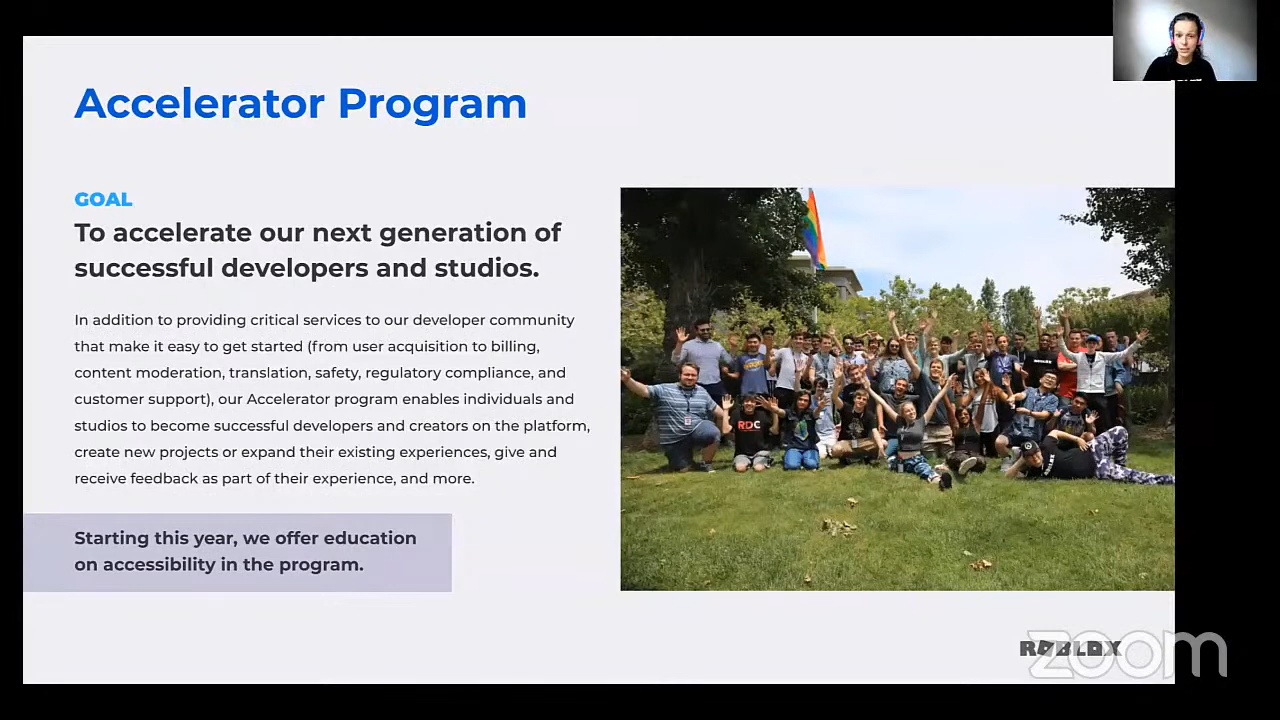 Accelerator Program
GOAL
To accelerate our next generation of
successful developers and studios.
In addition to providing critical services to our developer community
that make it easy to get started (from user acquisition to billing,
content moderation, translation, safety, regulatory compliance, and
customer support), our Accelerator program enables individuals and
studios to become successful developers and creators on the platform,
create new projects or expand their existing experiences, give and
receive feedback as part of their experience, and more.
Starting this year, we offer education
on accessibility in the program.
RDC
ROBLOX
zoom